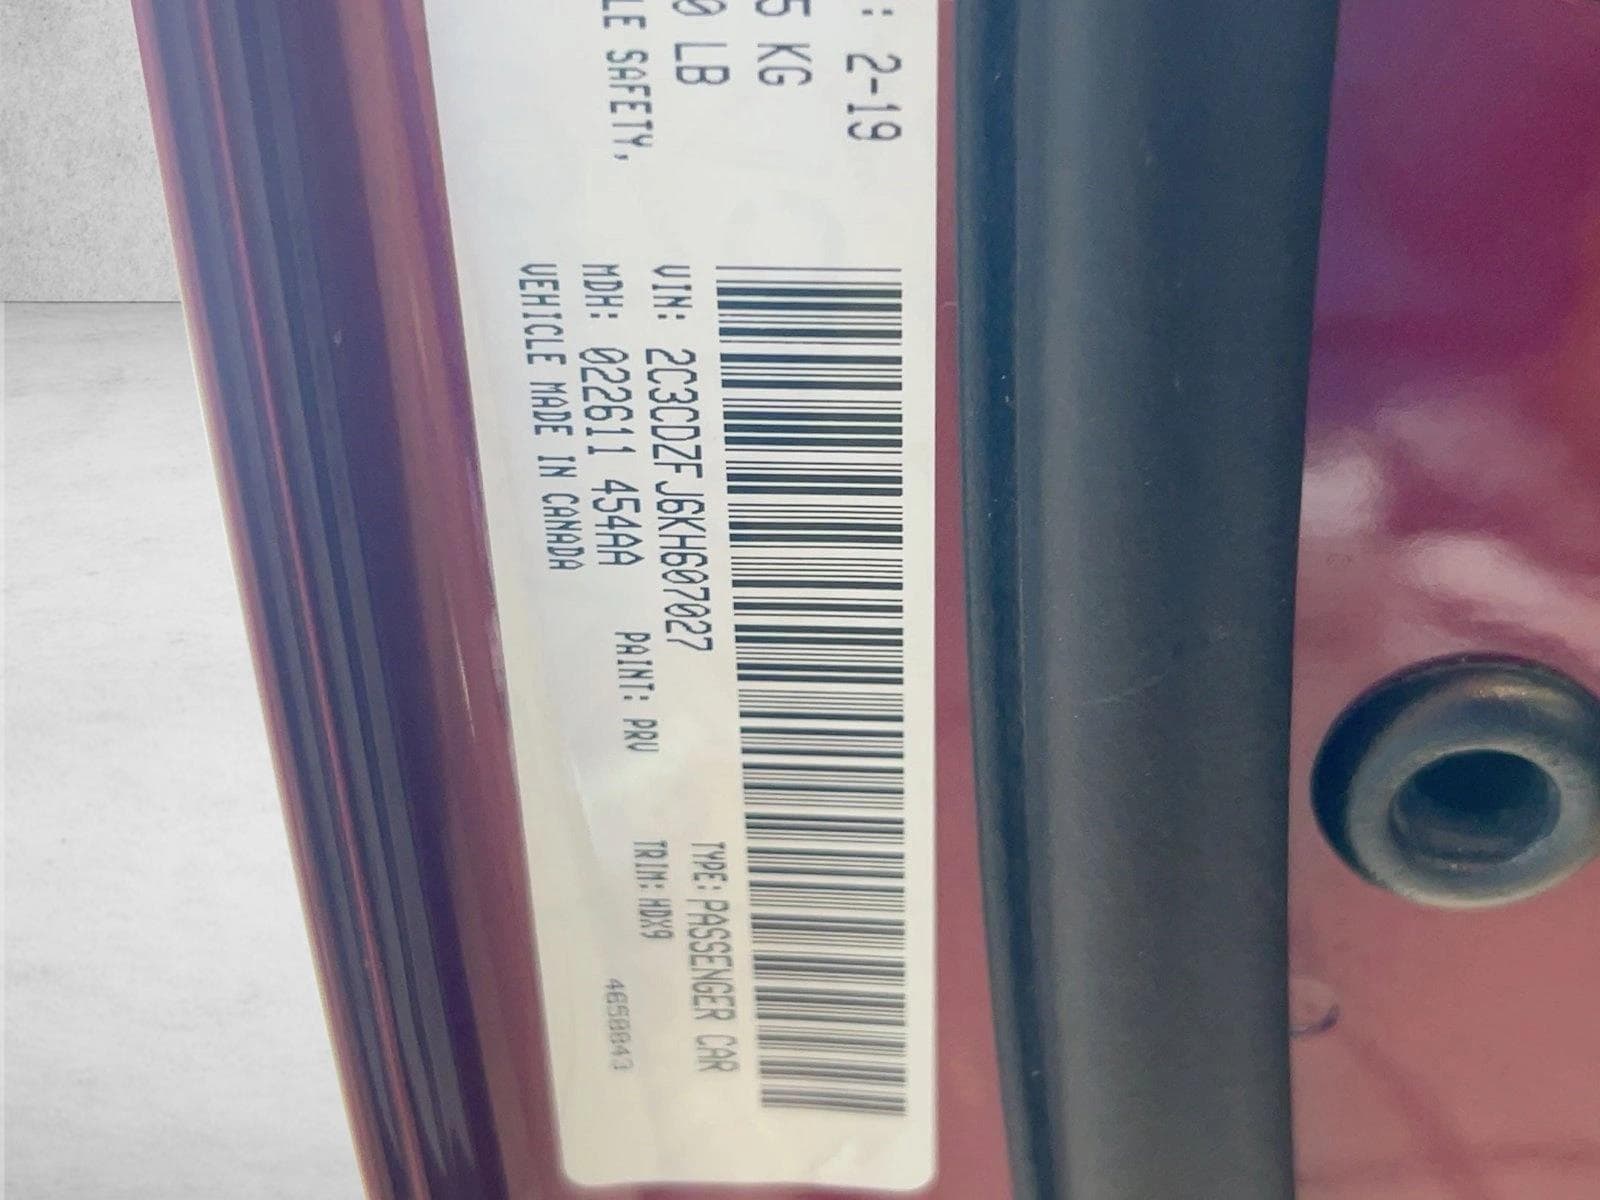 : 2-19
5 KG
0 LB
LE SAFETY,
VIN: 2C3CDZFJ6KH607027
TYPE: PASSENGER CAR
MDH: 022611 454AA PAINT: PRV TRIM: HDX9
VEHICLE MADE IN CANADA